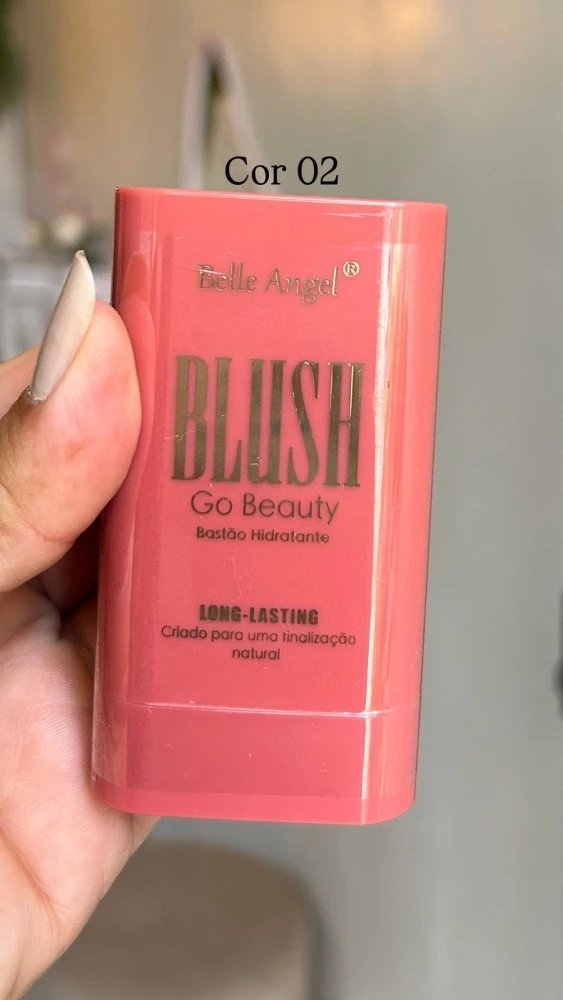 Cor 02
Belle Angel®
BLUSH
Go Beauty
Bastão Hidratante
LONG-LASTING
Criado para uma finalização
natural